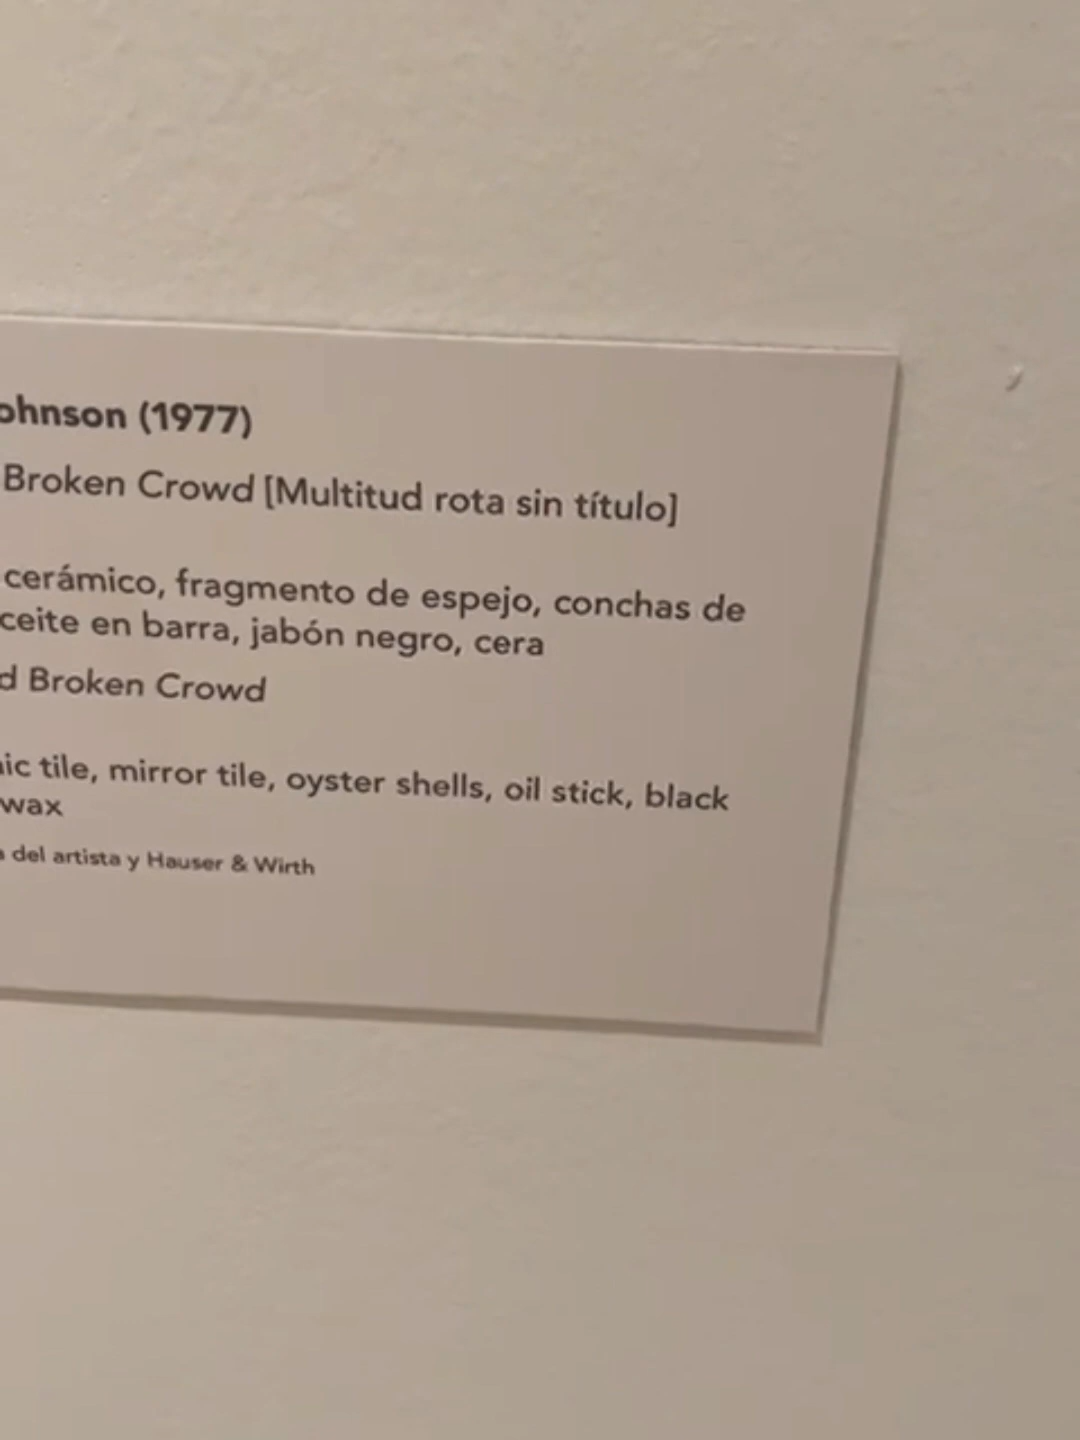 ohnson (1977)
Broken Crowd [Multitud rota sin título]
cerámico, fragmento de espejo, conchas de
ceite en barra, jabón negro, cera
d Broken Crowd
ic tile, mirror tile, oyster shells, oil stick, black
wax
del artista y Hauser & Wirth